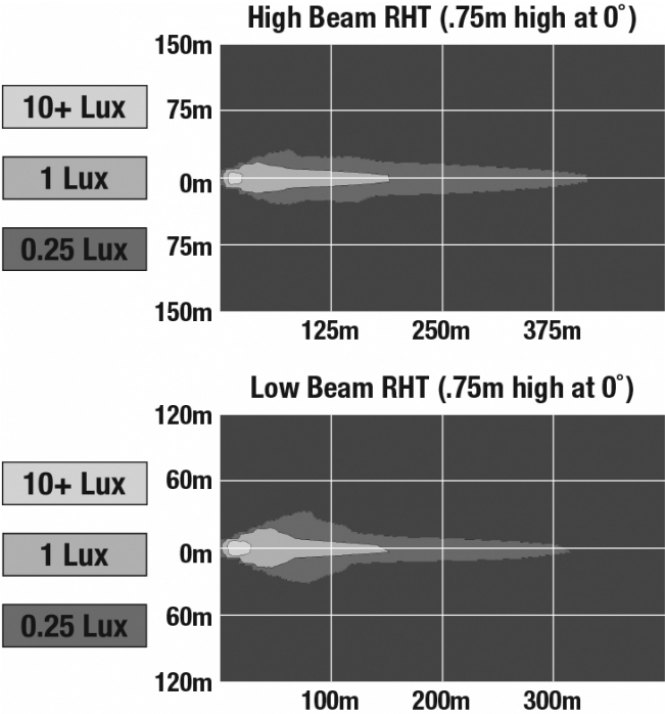 High Beam RHT (.75m high at 0°)
150m
10+ Lux
75m
1 Lux
0m
0.25 Lux
75m
150m
125m 250m 375m
Low Beam RHT (.75m high at 0°)
120m
10+ Lux
60m
1 Lux
0m
0.25 Lux
60m
120m
100m 200m 300m